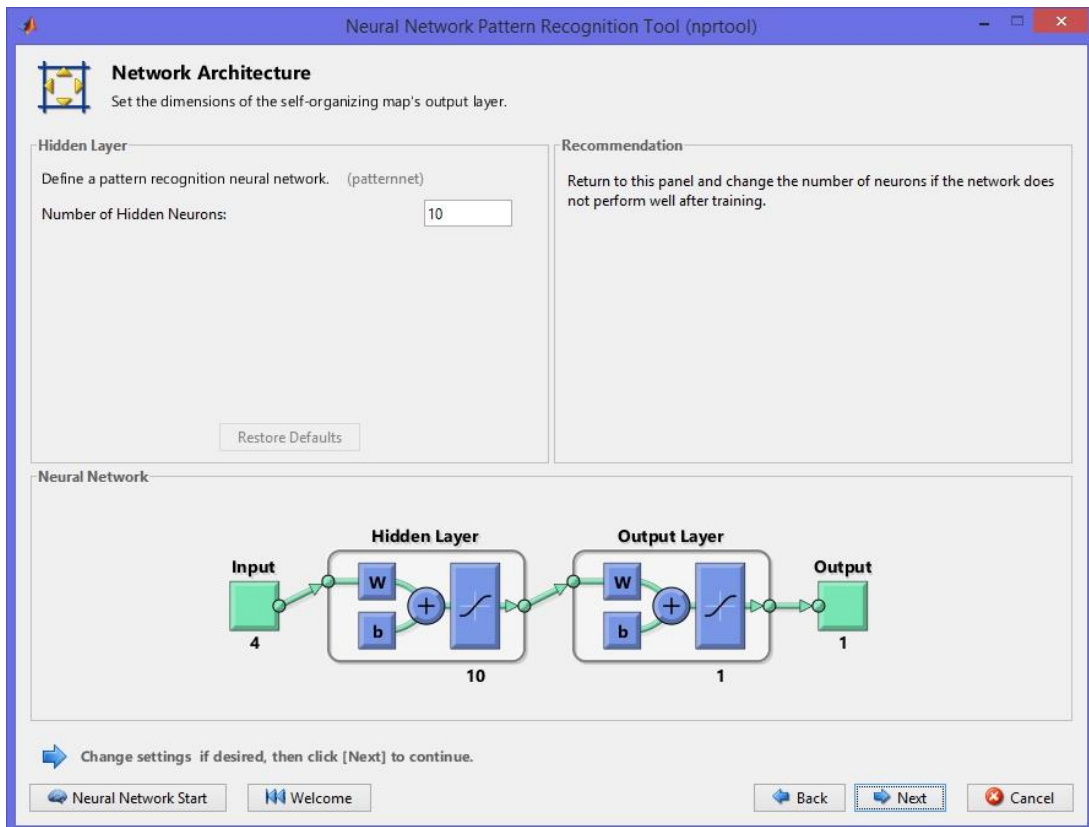 Neural Network Pattern Recognition Tool (nprtool)
Network Architecture
Set the dimensions of the self-organizing map's output layer.
Hidden Layer
Define a pattern recognition neural network. (patternnet)
Number of Hidden Neurons: 10
Restore Defaults
Recommendation
Return to this panel and change the number of neurons if the network does
not perform well after training.
Neural Network
Hidden Layer
Output Layer
Input
Output
W
b
+
W
b
+
4
10
1
1
Change settings if desired, then click [Next] to continue.
Neural Network Start
Welcome
Back
Next
Cancel